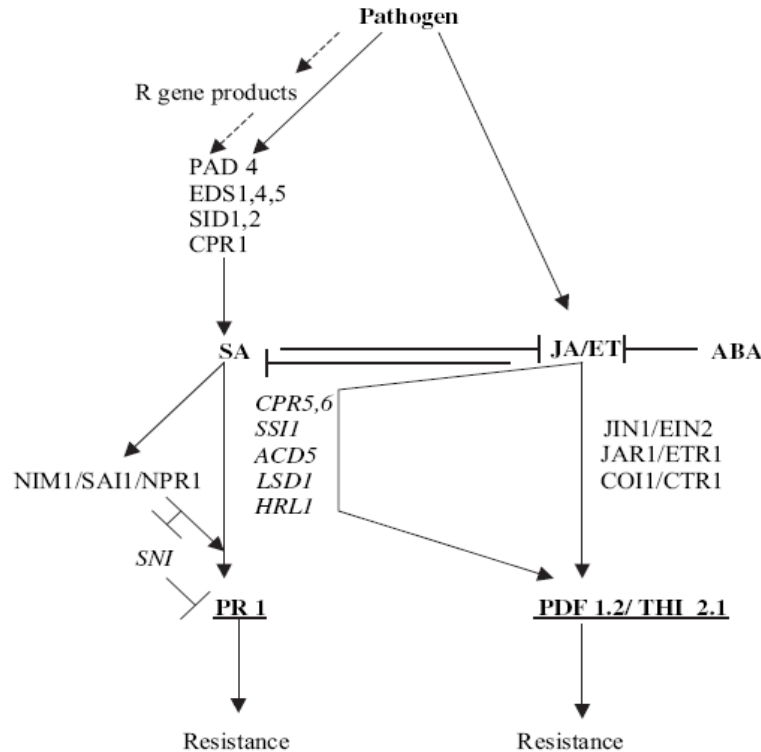 Pathogen
R gene products
PAD 4
EDS1,4,5
SID1,2
CPR1
SA
JA/ET
ABA
CPR5,6
SSI1
ACD5
LSD1
HRL1
JIN1/EIN2
JAR1/ETR1
COI1/CTR1
NIM1/SAI1/NPR1
SNI
PR 1
PDF 1.2/ THI 2.1
Resistance
Resistance